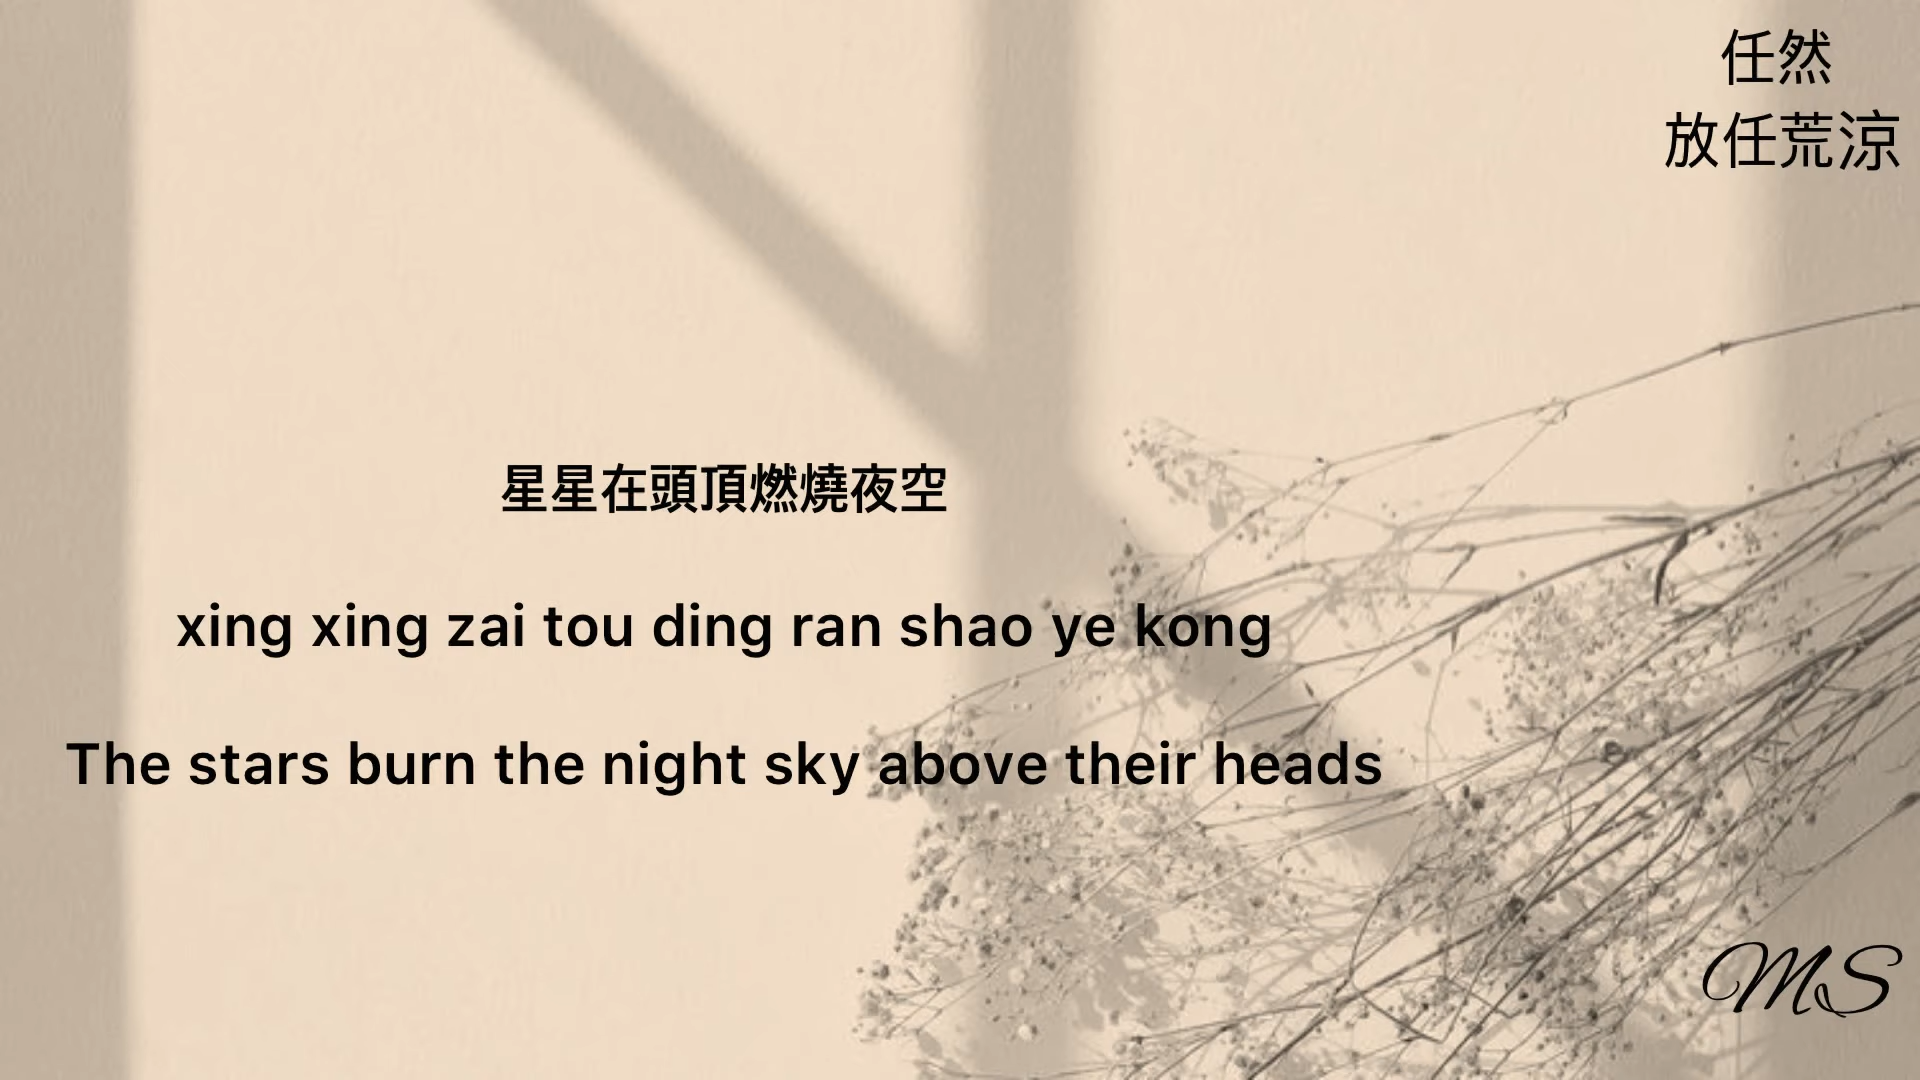 任然
放任荒涼
星星在頭頂燃燒夜空
xing xing zai tou ding ran shao ye kong
The stars burn the night sky above their heads
MS